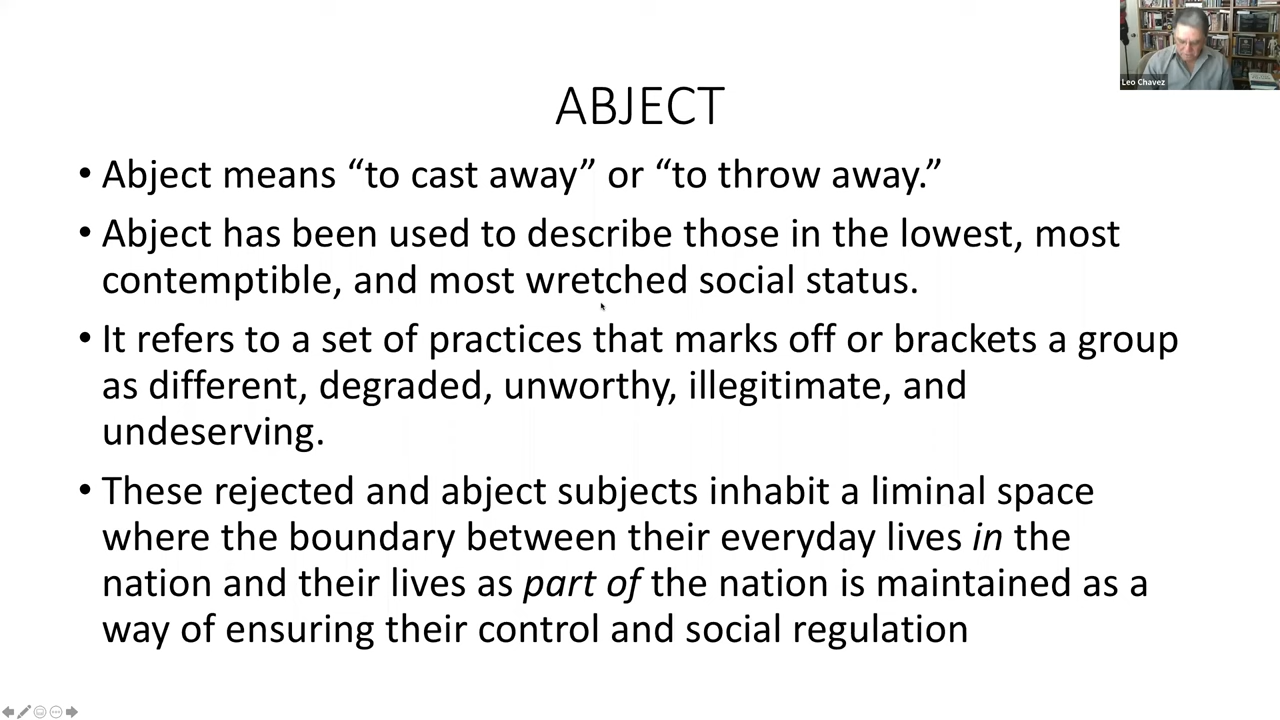 Leo Chavez
ABJECT
• Abject means “to cast away” or “to throw away.”
• Abject has been used to describe those in the lowest, most
contemptible, and most wretched social status.
• It refers to a set of practices that marks off or brackets a group
as different, degraded, unworthy, illegitimate, and
undeserving.
• These rejected and abject subjects inhabit a liminal space
where the boundary between their everyday lives in the
nation and their lives as part of the nation is maintained as a
way of ensuring their control and social regulation